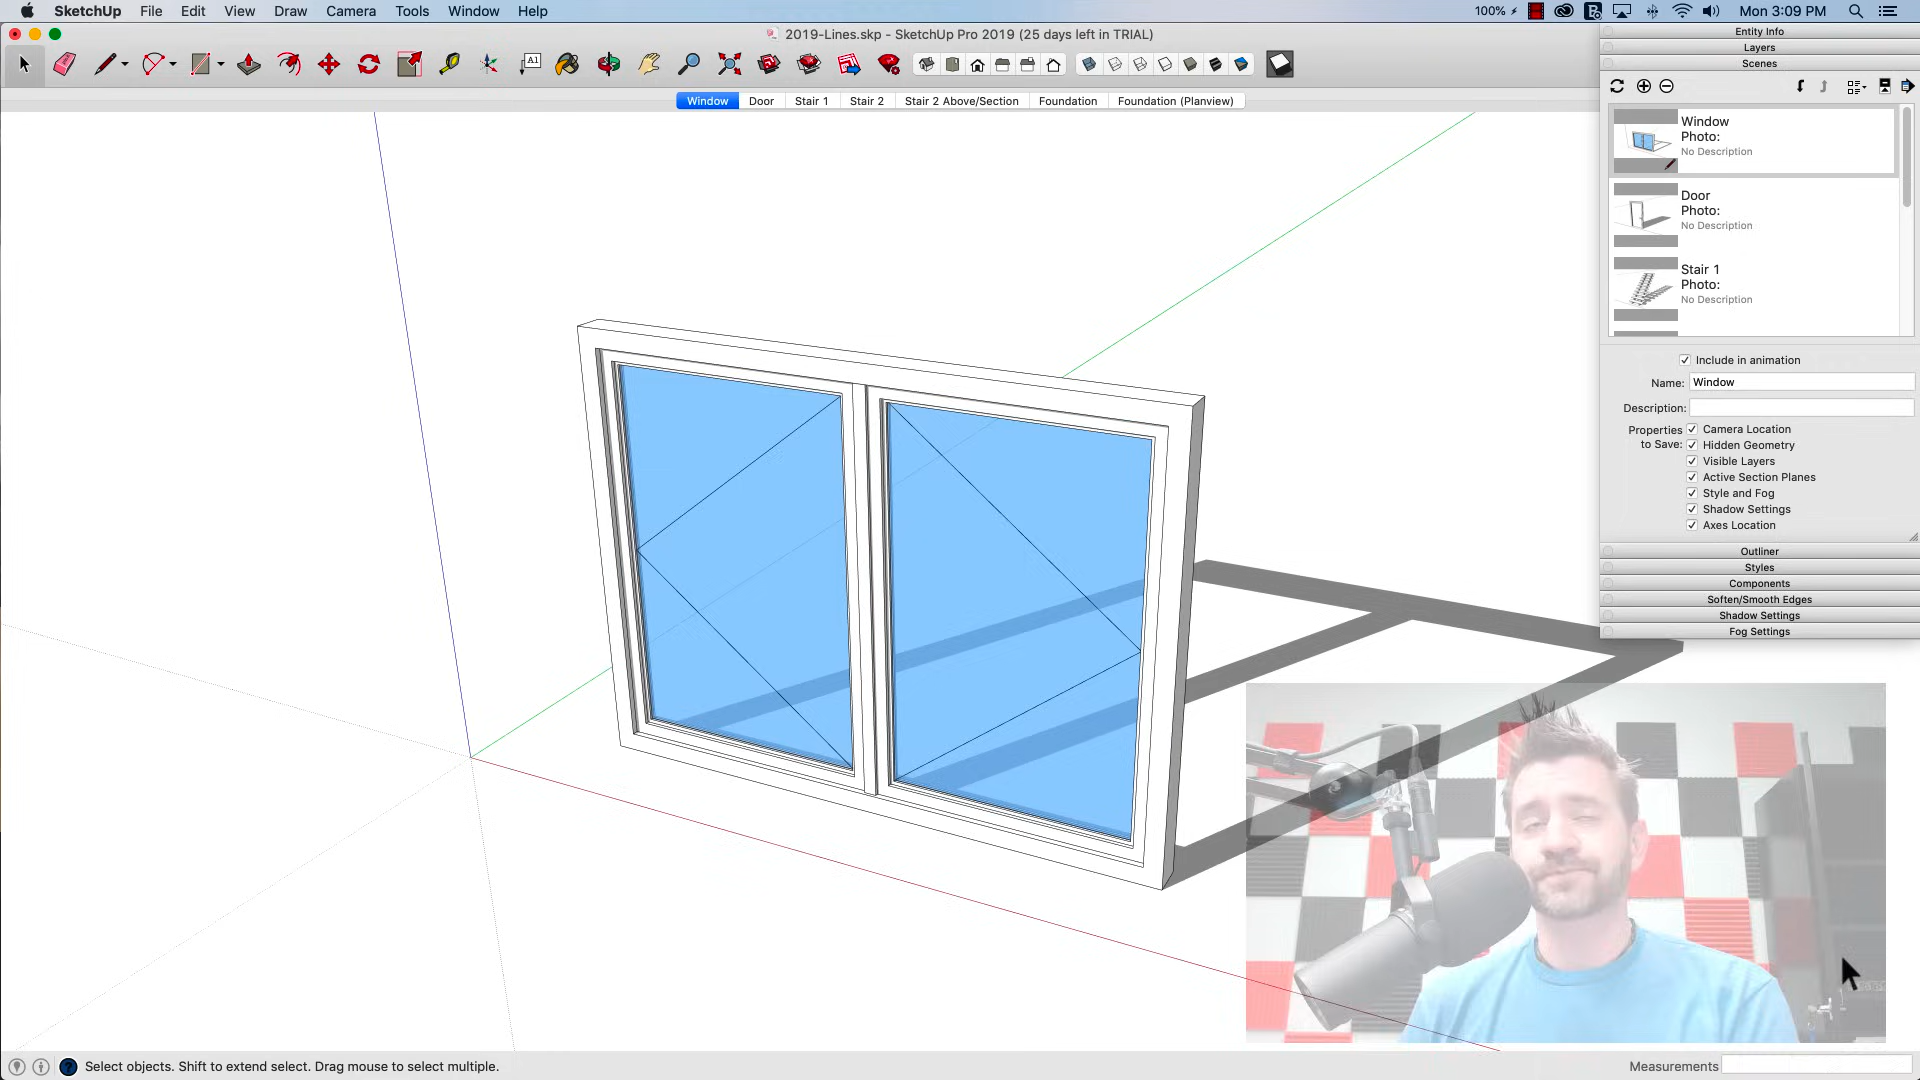 SketchUp File Edit View Draw Camera Tools Window Help 100% Mon 3:09 PM
2019-Lines.skp - SketchUp Pro 2019 (25 days left in TRIAL)
A1
Window Door Stair 1 Stair 2 Stair 2 Above/Section Foundation Foundation (Planview)
Entity Info
Layers
Scenes
Window
Photo:
No Description
Door
Photo:
No Description
Stair 1
Photo:
No Description
Include in animation
Name: Window
Description:
Properties to Save:
Camera Location
Hidden Geometry
Visible Layers
Active Section Planes
Style and Fog
Shadow Settings
Axes Location
Outliner
Styles
Components
Soften/Smooth Edges
Shadow Settings
Fog Settings
Select objects. Shift to extend select. Drag mouse to select multiple.
Measurements